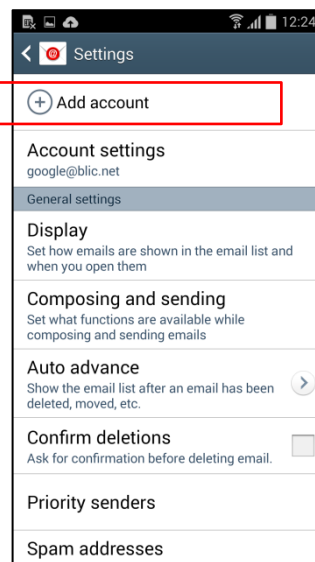 12:24
Settings
Add account
Account settings
google@blic.net
General settings
Display
Set how emails are shown in the email list and
when you open them
Composing and sending
Set what functions are available while
composing and sending emails
Auto advance
Show the email list after an email has been
deleted, moved, etc.
Confirm deletions
Ask for confirmation before deleting email.
Priority senders
Spam addresses